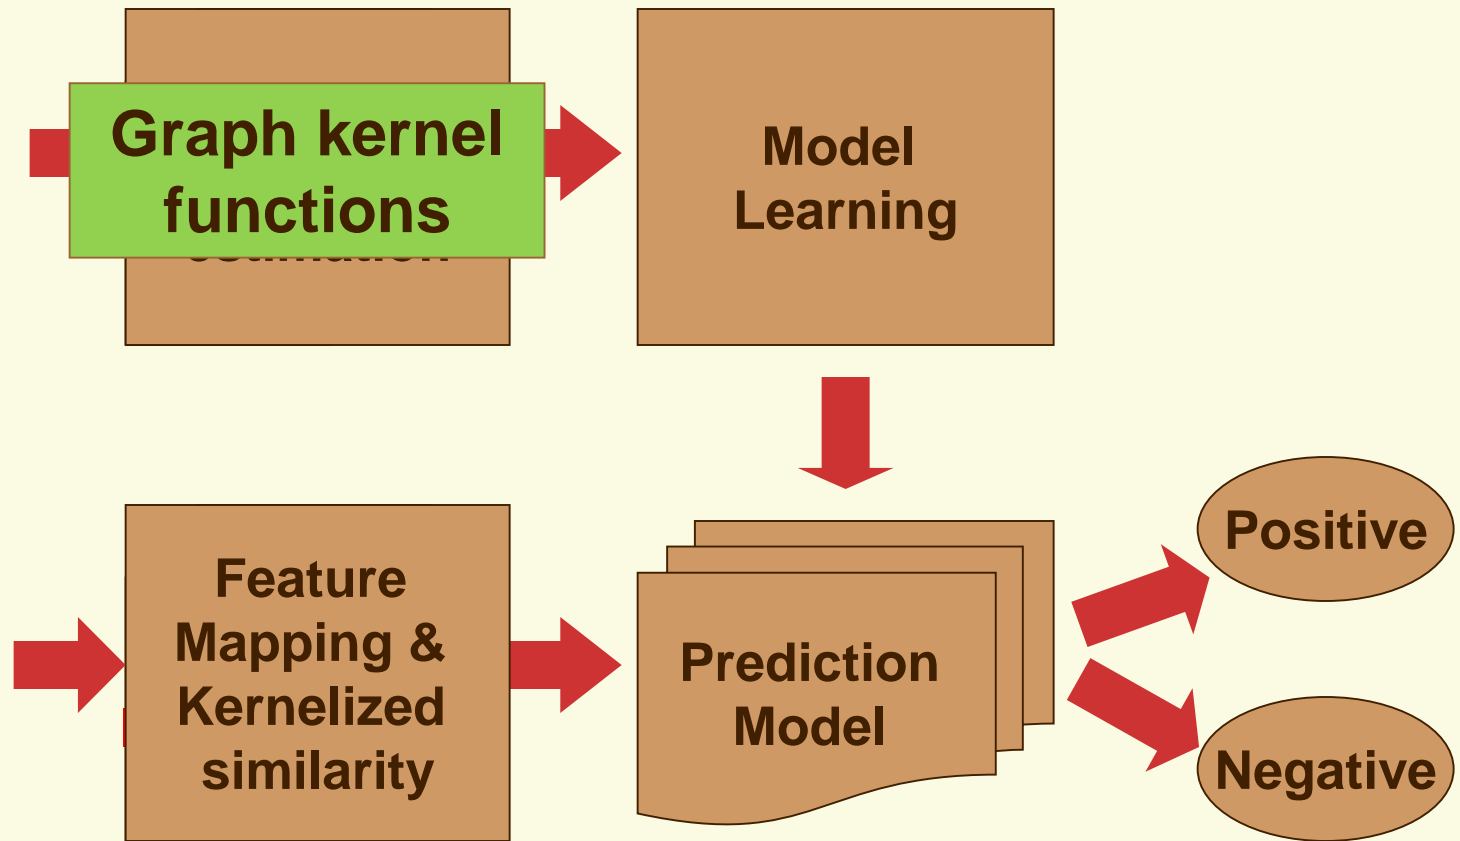 Graph kernel
functions
Model
Learning
Feature
Mapping &
Kernelized
similarity
Prediction
Model
Positive
Negative